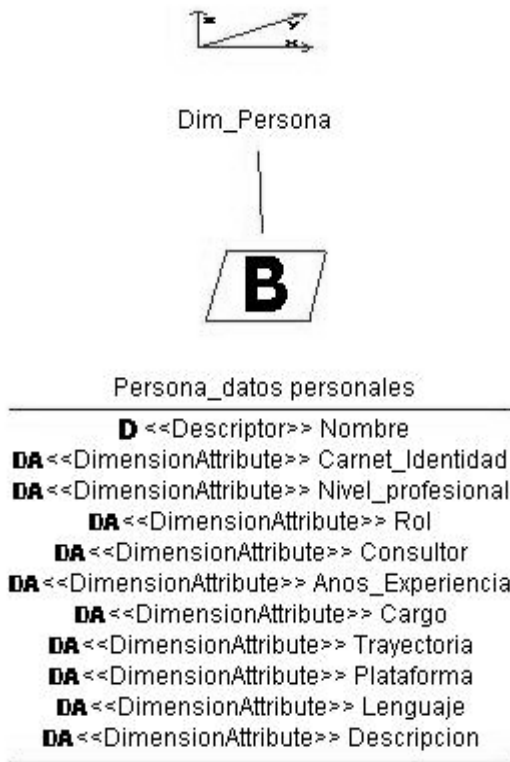 Dim_Persona
B
Persona_datos personales
D <<Descriptor>> Nombre
DA<<DimensionAttribute>> Carnet_Identidad
DA<<DimensionAttribute>> Nivel_profesional
DA<<DimensionAttribute>> Rol
DA<<DimensionAttribute>> Consultor
DA<<DimensionAttribute>> Anos_Experiencia
DA<<DimensionAttribute>> Cargo
DA<<DimensionAttribute>> Trayectoria
DA<<DimensionAttribute>> Plataforma
DA<<DimensionAttribute>> Lenguaje
DA<<DimensionAttribute>> Descripcion